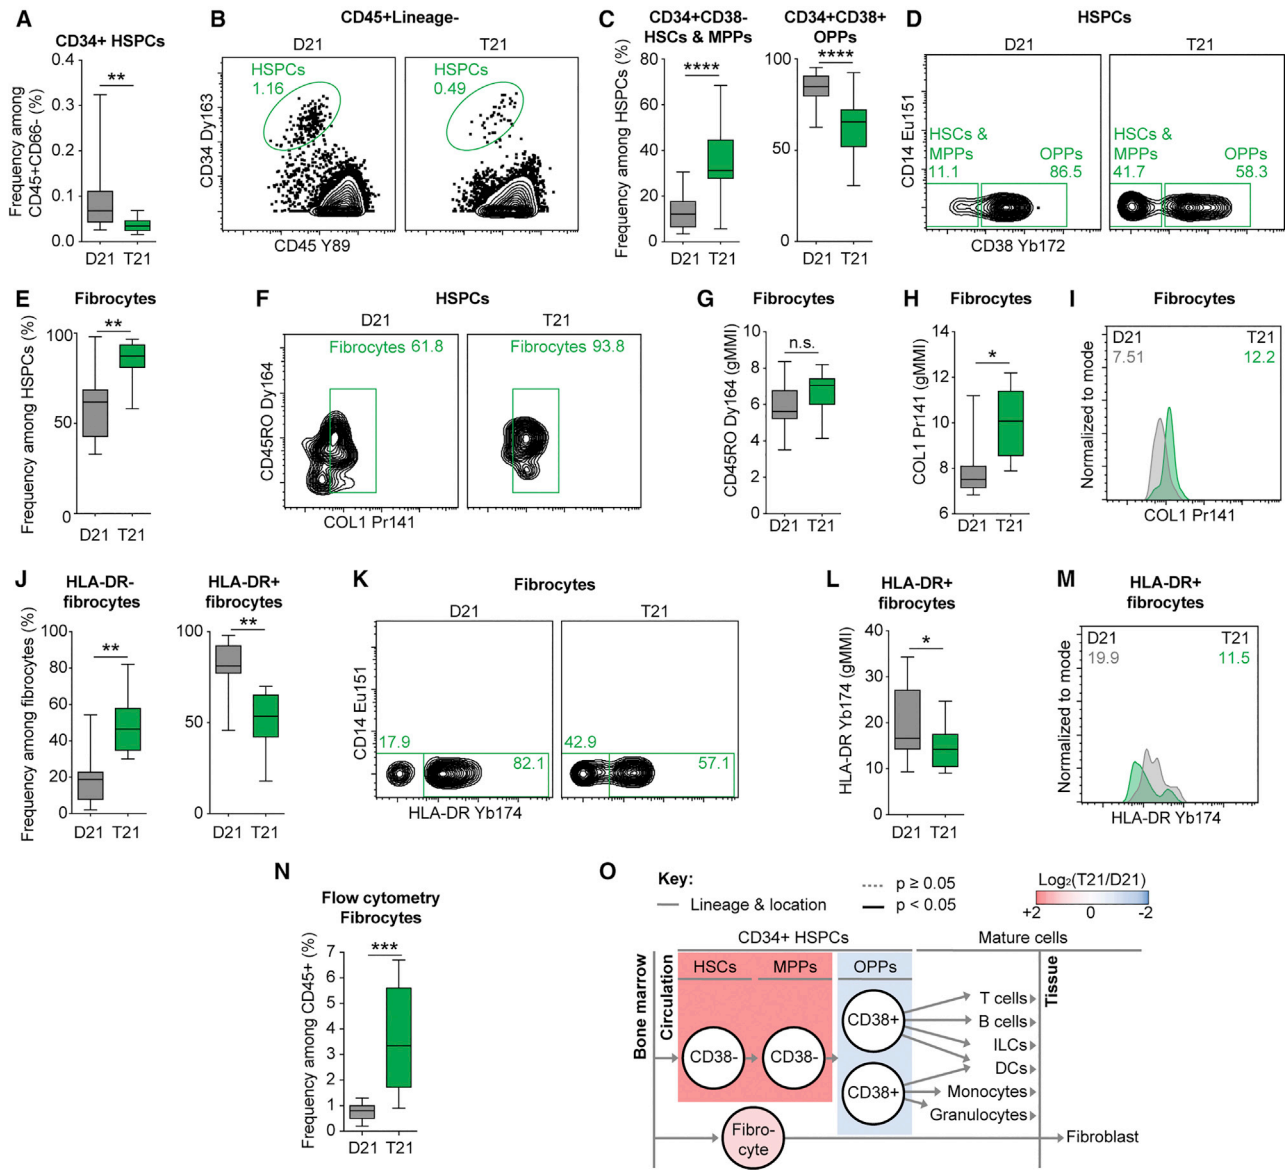 A
CD34+ HSPCs
Frequency among
CD45+CD66- (%)
0.4
0.3
0.2
0.1
0.0
**
D21 T21
B
CD45+Lineage-
D21
T21
HSPCs
1.16
HSPCs
0.49
CD34 Dy163
CD45 Y89
C
CD34+CD38-
HSCs & MPPs
CD34+CD38+
OPPs
Frequency among HSPCs (%)
80
60
40
20
0
****
D21 T21
100
50
0
****
D21 T21
D
HSPCs
D21
T21
CD14 Eu151
HSCs &
MPPs
11.1
OPPs
86.5
HSCs &
MPPs
41.7
OPPs
58.3
CD38 Yb172
E
Fibrocytes
Frequency among HSPCs (%)
100
50
0
**
D21 T21
F
HSPCs
D21
T21
Fibrocytes 61.8
Fibrocytes 93.8
CD45RO Dy164
COL1 Pr141
G
Fibrocytes
CD45RO Dy164 (gMMI)
10
8
6
4
2
0
n.s.
D21 T21
H
Fibrocytes
COL1 Pr141 (gMMI)
14
12
10
8
6
*
D21 T21
I
Fibrocytes
D21
7.51
T21
12.2
Normalized to mode
COL1 Pr141
J
HLA-DR-
fibrocytes
HLA-DR+
fibrocytes
Frequency among fibrocytes (%)
100
80
60
40
20
0
**
D21 T21
100
50
0
**
D21 T21
K
Fibrocytes
D21
T21
CD14 Eu151
17.9
82.1
42.9
57.1
HLA-DR Yb174
L
HLA-DR+
fibrocytes
HLA-DR Yb174 (gMMI)
40
30
20
10
0
*
D21 T21
M
HLA-DR+
fibrocytes
D21
19.9
T21
11.5
Normalized to mode
HLA-DR Yb174
N
Flow cytometry
Fibrocytes
Frequency among CD45+ (%)
7
6
5
4
3
2
1
0
***
D21 T21
O
Key:
Lineage & location
p ≥ 0.05
p < 0.05
Log₂(T21/D21)
+2 0 -2
CD34+ HSPCs
Mature cells
Bone marrow
Circulation
HSCs
MPPs
OPPs
Tissue
CD38-
CD38-
CD38+
CD38+
T cells
B cells
ILCs
DCs
Monocytes
Granulocytes
Fibro-
cyte
Fibroblast